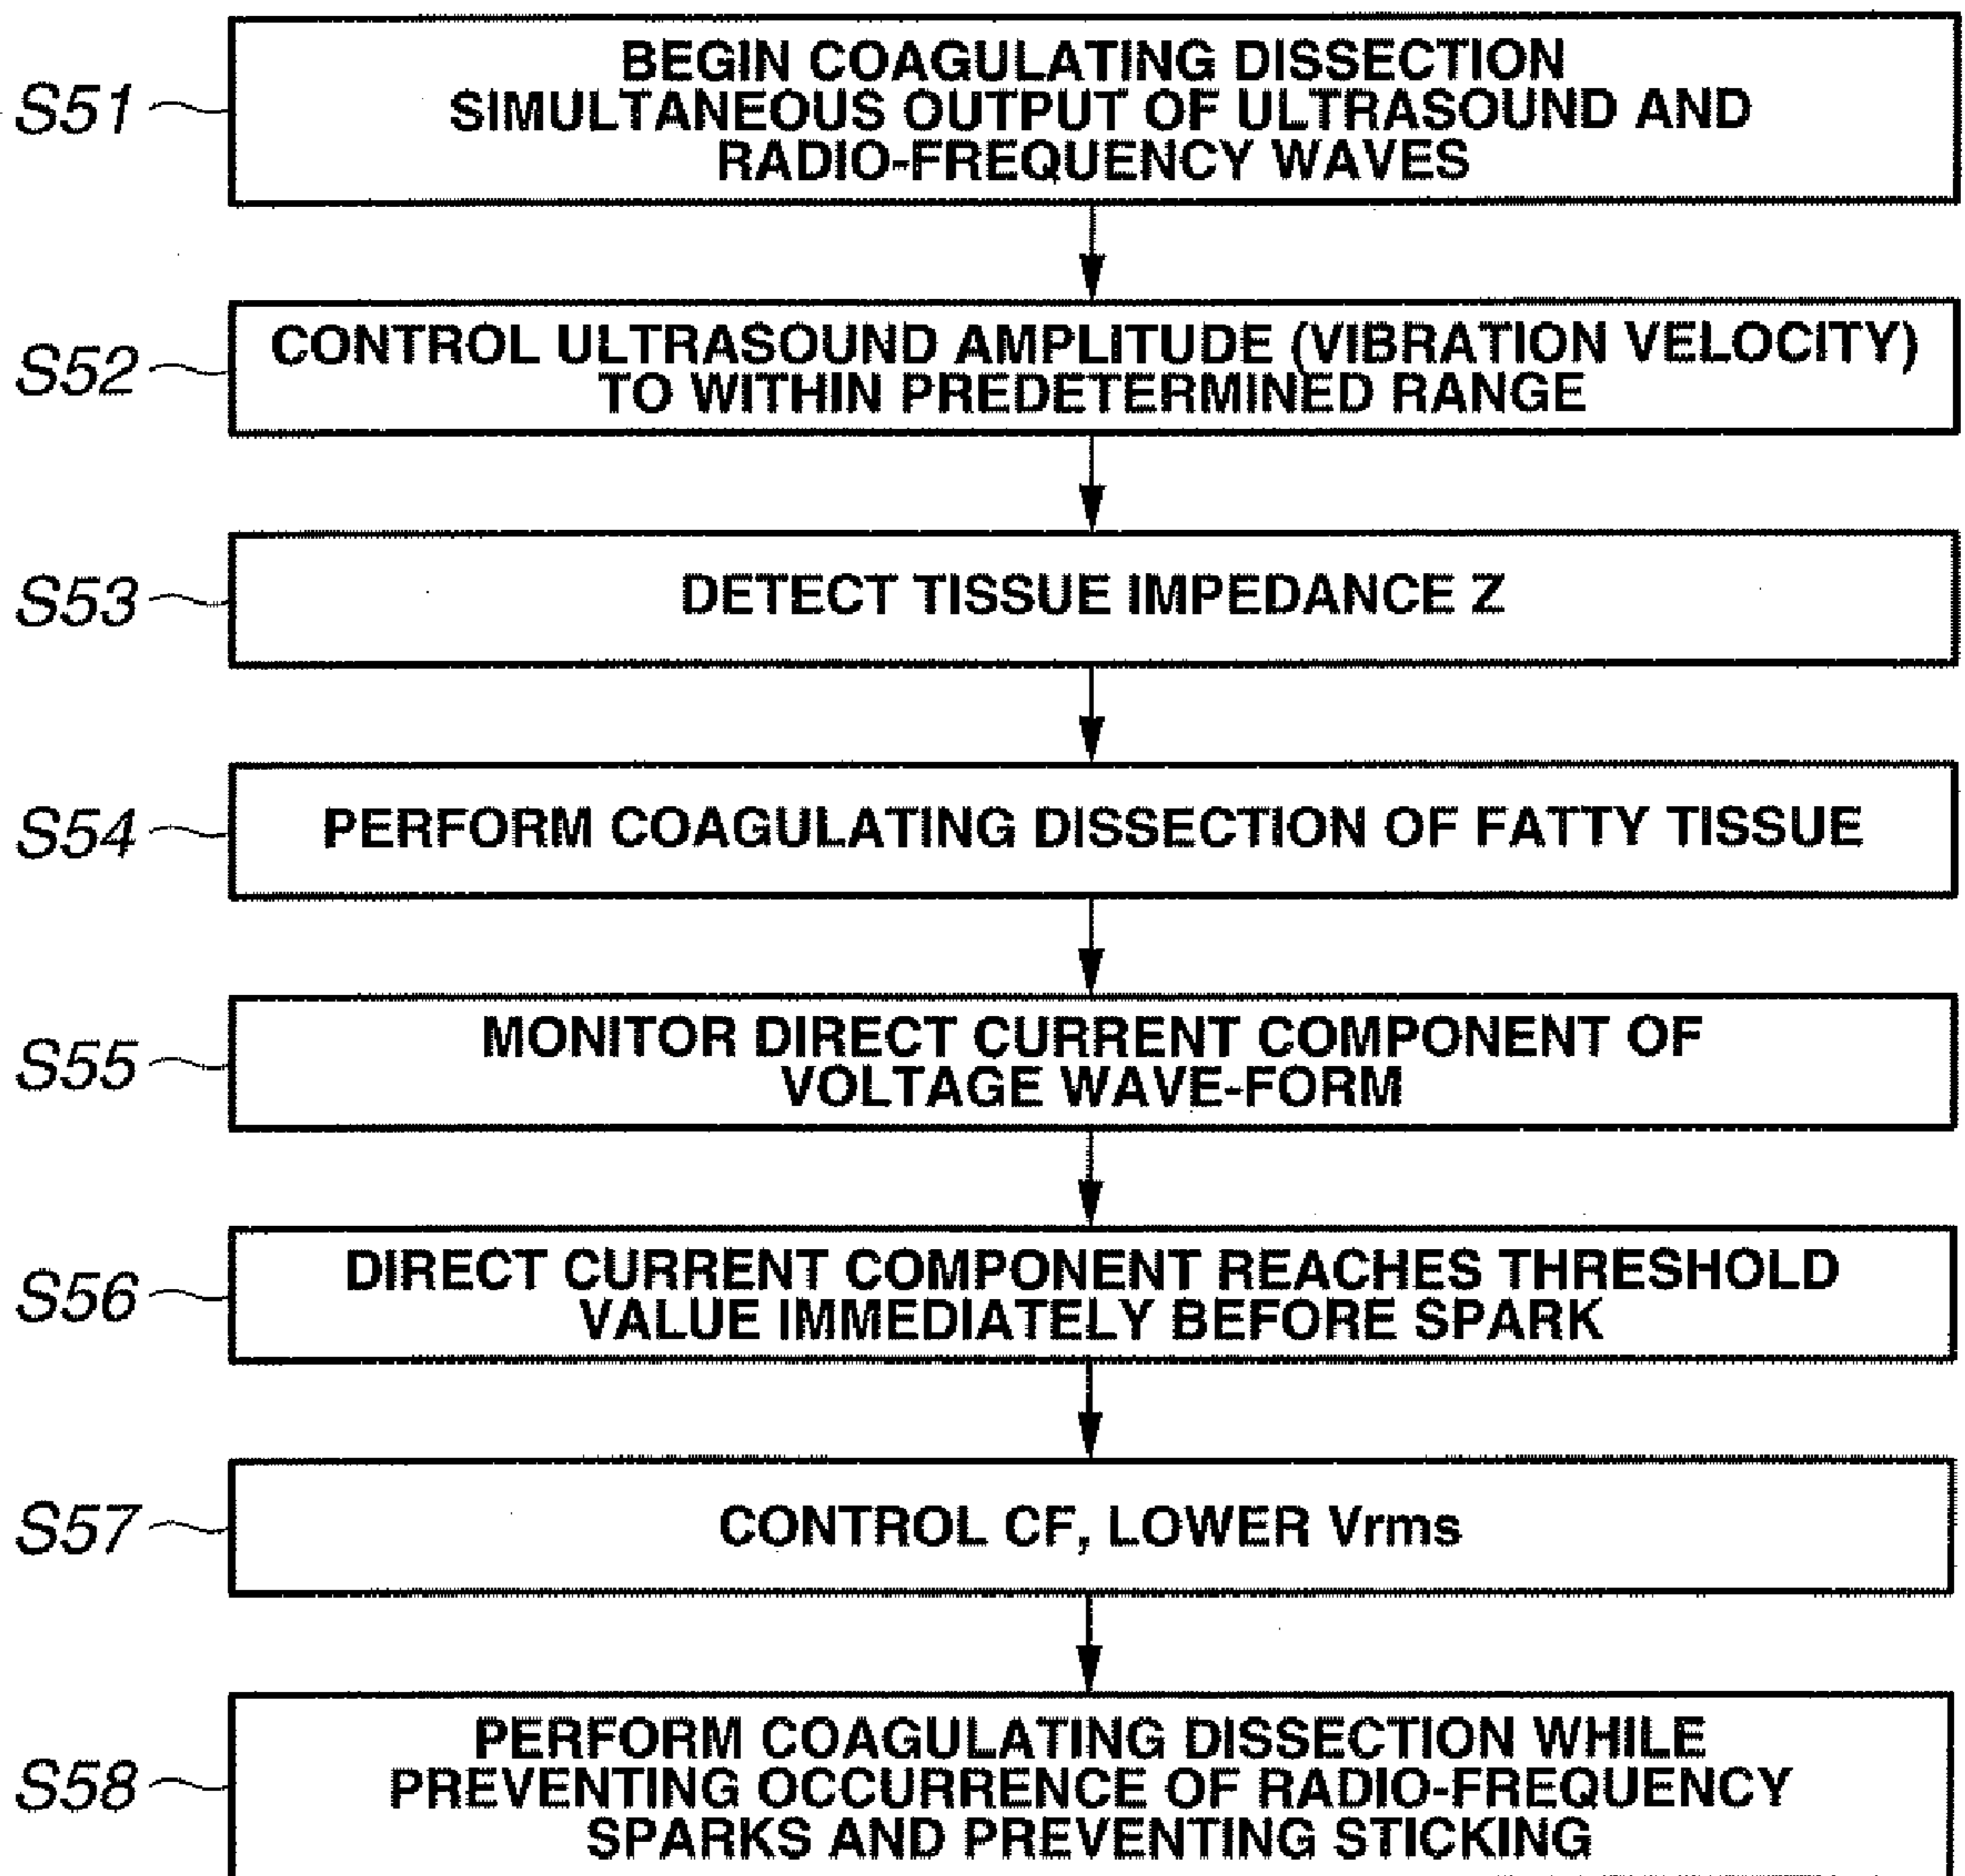 S51
BEGIN COAGULATING DISSECTION
SIMULTANEOUS OUTPUT OF ULTRASOUND AND
RADIO-FREQUENCY WAVES
S52
CONTROL ULTRASOUND AMPLITUDE (VIBRATION VELOCITY)
TO WITHIN PREDETERMINED RANGE
S53
DETECT TISSUE IMPEDANCE Z
S54
PERFORM COAGULATING DISSECTION OF FATTY TISSUE
S55
MONITOR DIRECT CURRENT COMPONENT OF
VOLTAGE WAVE-FORM
S56
DIRECT CURRENT COMPONENT REACHES THRESHOLD
VALUE IMMEDIATELY BEFORE SPARK
S57
CONTROL CF, LOWER Vrms
S58
PERFORM COAGULATING DISSECTION WHILE
PREVENTING OCCURRENCE OF RADIO-FREQUENCY
SPARKS AND PREVENTING STICKING